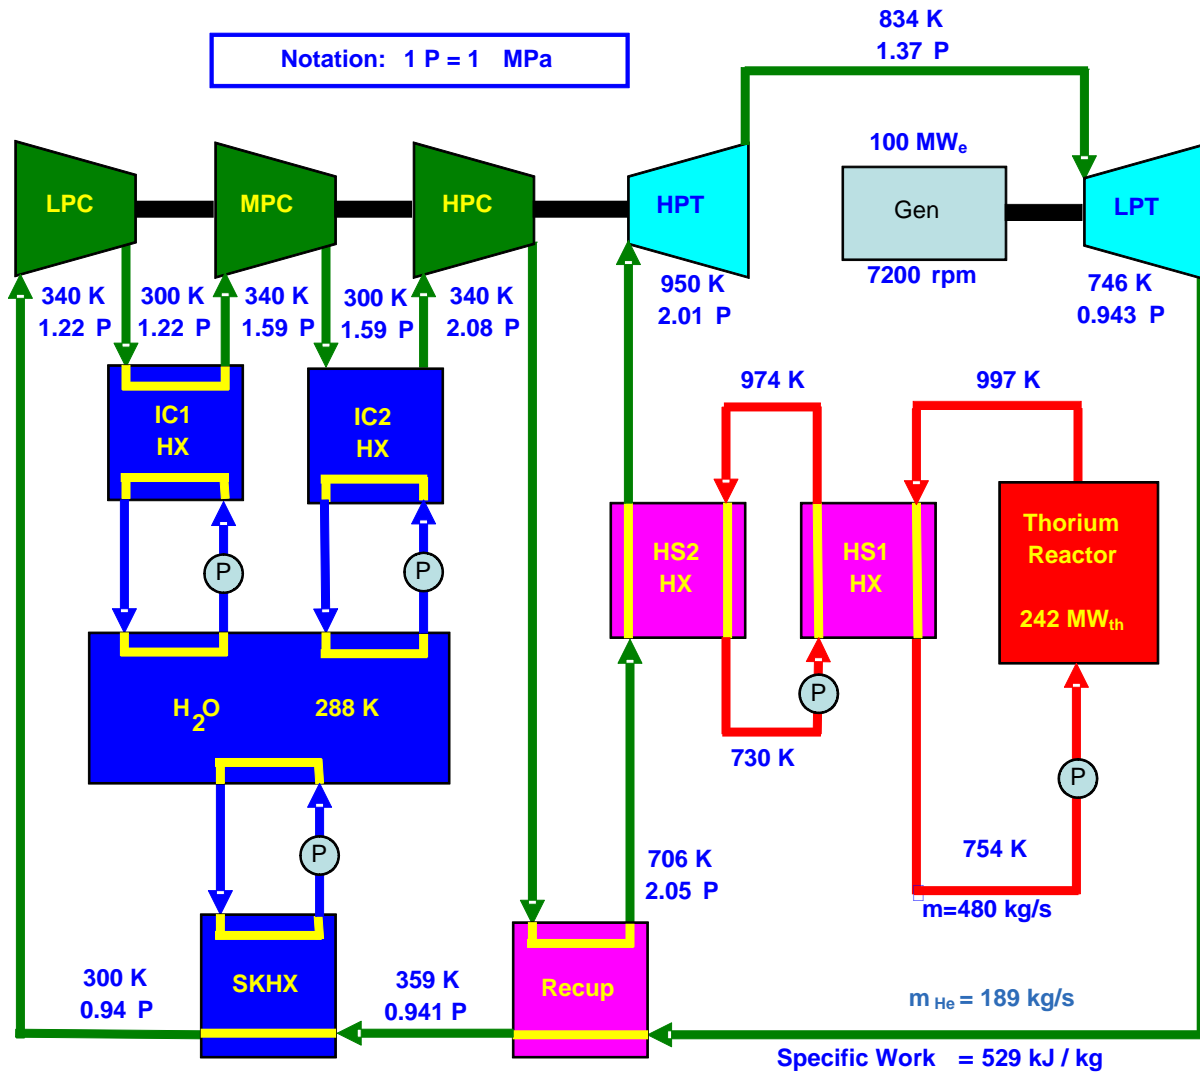 834 K
1.37 P
Notation: 1 P = 1 MPa
100 MWe
LPC
MPC
HPC
HPT
Gen
LPT
7200 rpm
340 K
1.22 P
300 K
1.22 P
340 K
1.59 P
300 K
1.59 P
340 K
2.08 P
950 K
2.01 P
746 K
0.943 P
974 K
997 K
IC1
HX
IC2
HX
HS2
HX
HS1
HX
Thorium
Reactor
242 MWth
P
P
P
H2O
288 K
730 K
P
P
706 K
2.05 P
754 K
m=480 kg/s
SKHX
Recup
300 K
0.94 P
359 K
0.941 P
m He = 189 kg/s
Specific Work = 529 kJ / kg